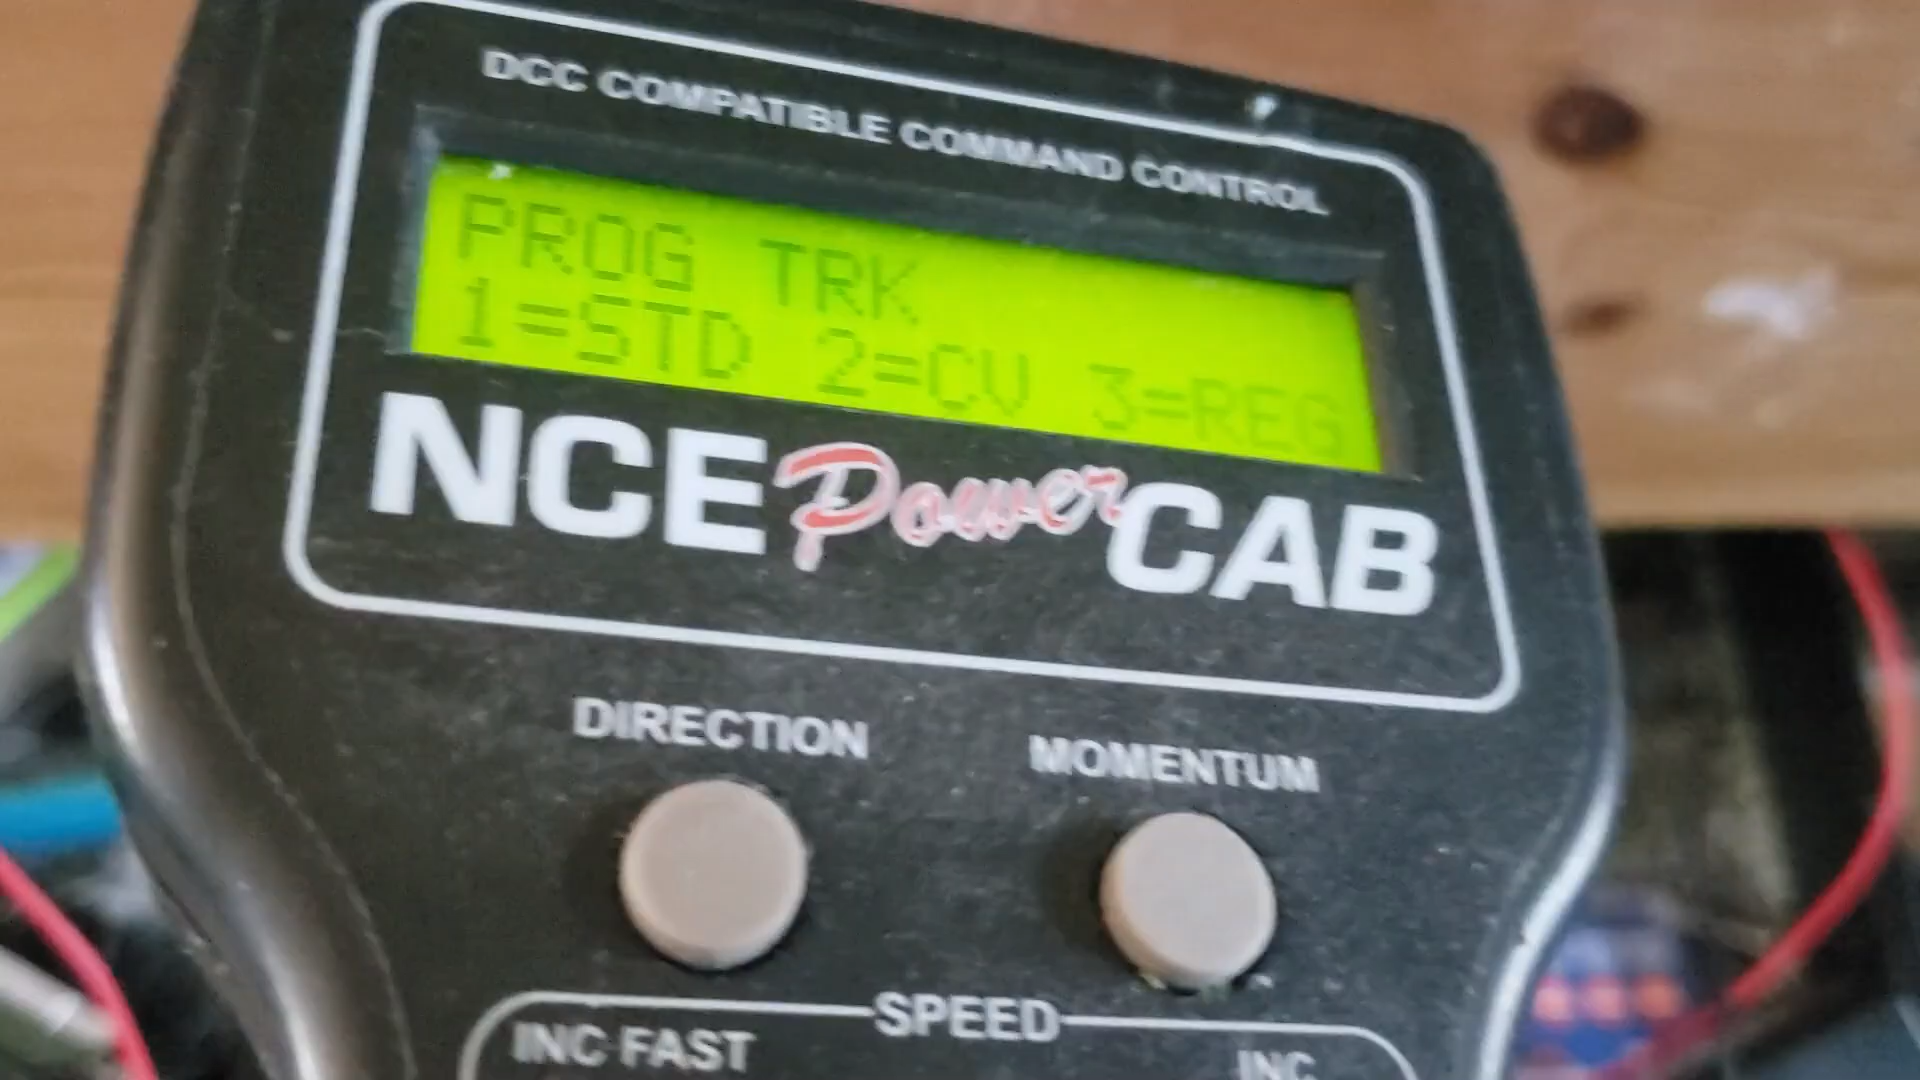 DCC COMPATIBLE COMMAND CONTROL
PROG TRK
1=STD 2=CV 3=REG
NCE Power CAB
DIRECTION
MOMENTUM
SPEED
INC FAST
INC